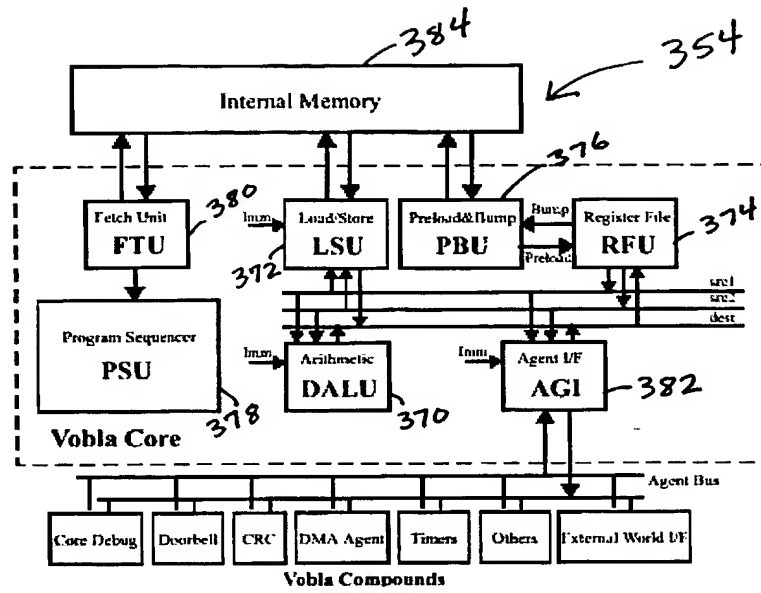 384
354
Internal Memory
376
380
Fetch Unit
FTU
Imm
Load/Store
LSU
372
Preload&Bump
PBU
Bump
Preload
Register File
RFU
374
src1
src2
dest
Program Sequencer
PSU
378
Imm
Arithmetic
DALU
370
Imm
Agent I/F
AGI
382
Vobla Core
Agent Bus
Core Debug
Doorbell
CRC
DMA Agent
Timers
Others
External World I/F
Vobla Compounds